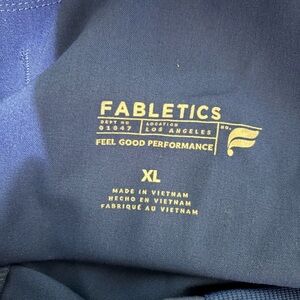 FABLETICS
DEPT NO LOCATION NO.
01847 LOS ANGELES
FEEL GOOD PERFORMANCE
XL
MADE IN VIETNAM
HECHO EN VIETNAM
FABRIQUÉ AU VIETNAM